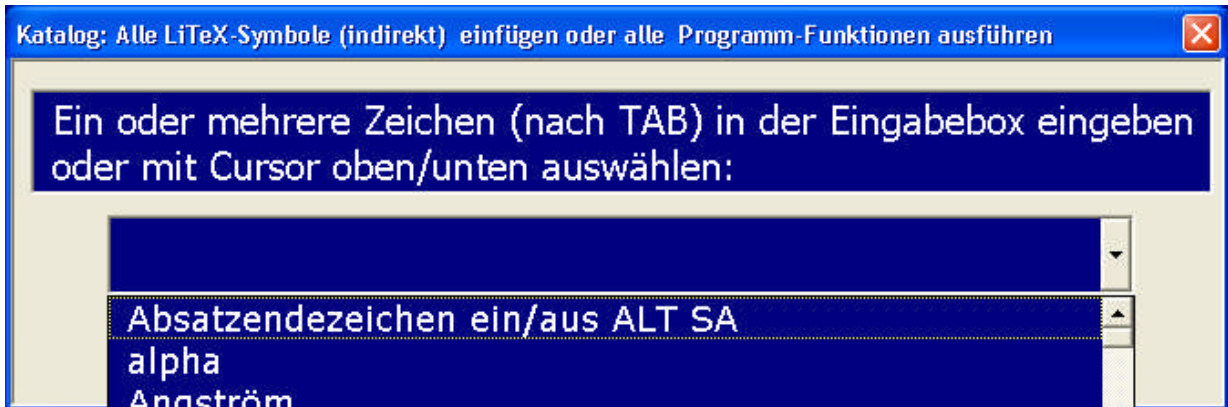 Katalog: Alle LiTeX-Symbole (indirekt) einfügen oder alle Programm-Funktionen ausführen
Ein oder mehrere Zeichen (nach TAB) in der Eingabebox eingeben
oder mit Cursor oben/unten auswählen:
Absatzendezeichen ein/aus ALT SA
alpha
Angström